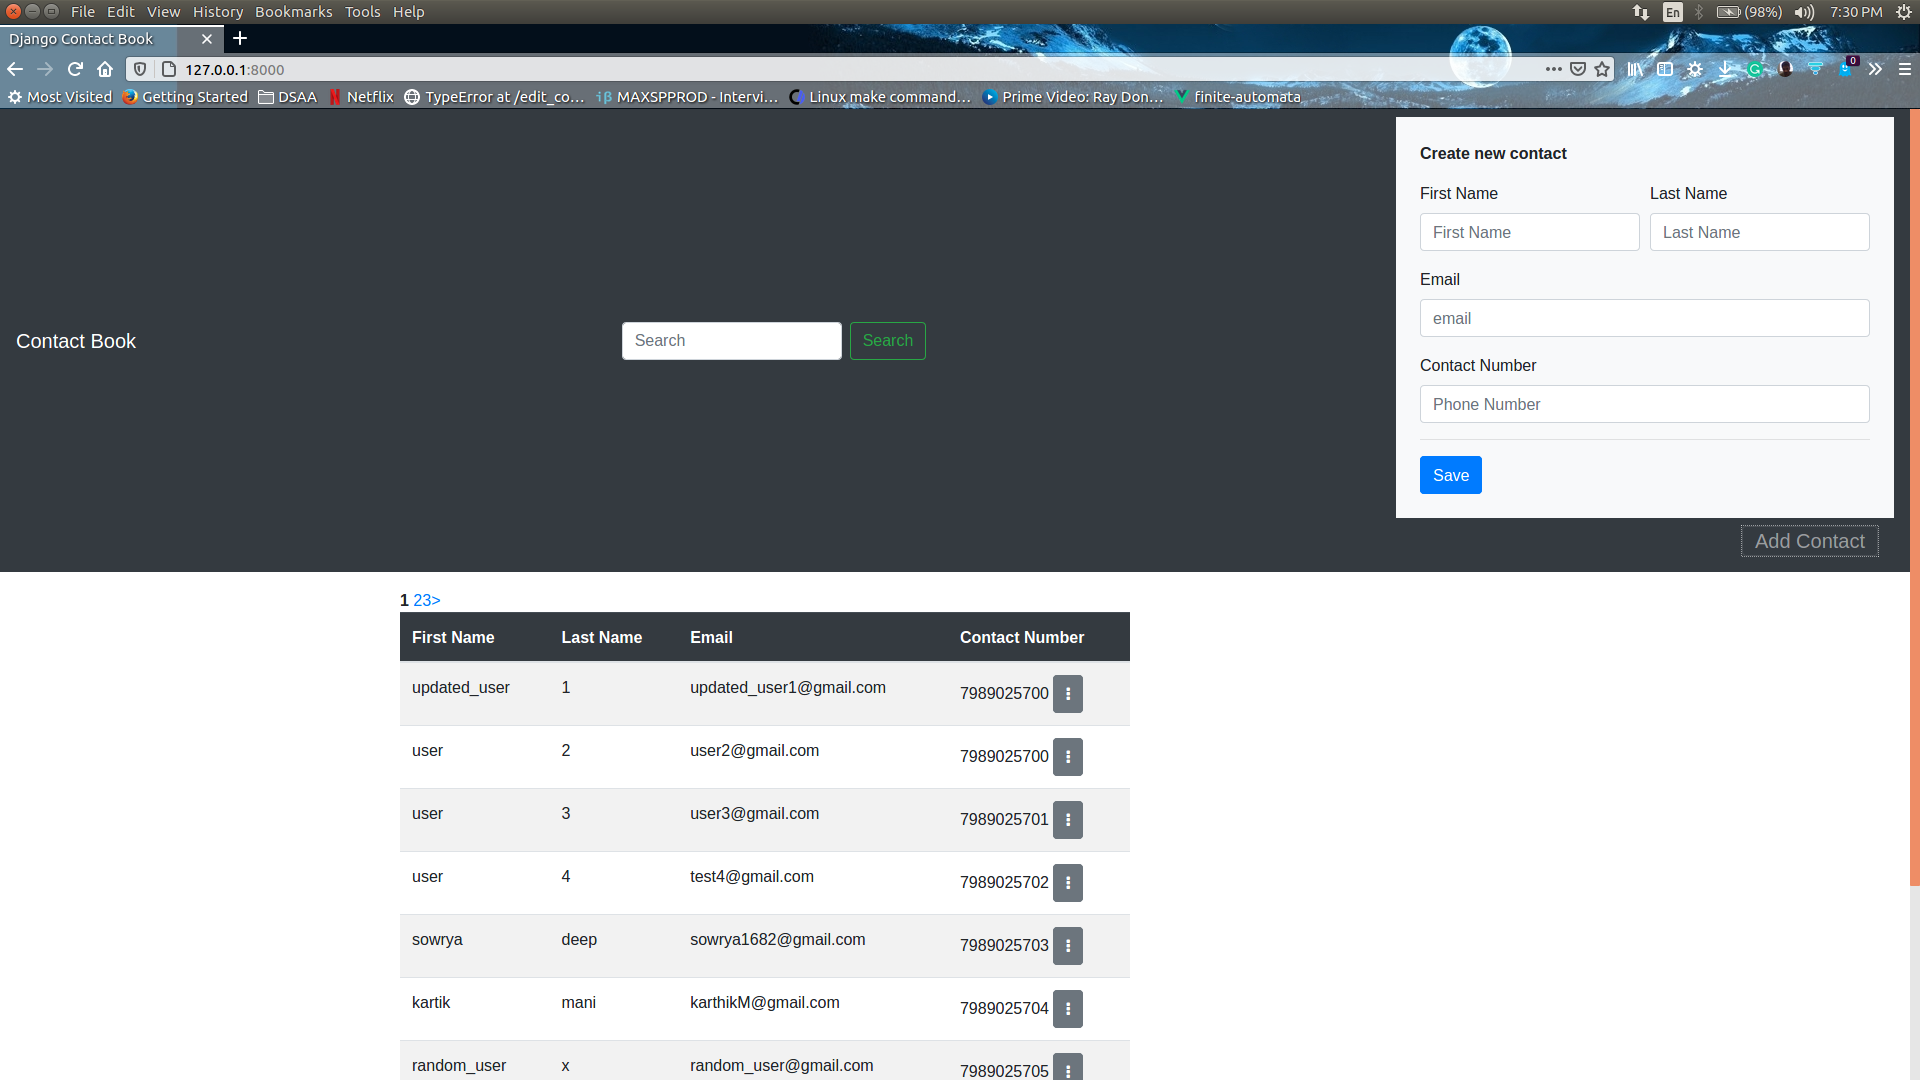 File Edit View History Bookmarks Tools Help
En (98%) 7:30 PM
Django Contact Book
127.0.0.1:8000
0
Most Visited Getting Started DSAA Netflix TypeError at /edit_co… iβ MAXSPPROD - Intervi… Linux make command… Prime Video: Ray Don… finite-automata
Create new contact
First Name Last Name
First Name Last Name
Email
email
Contact Book Search Search
Contact Number
Phone Number
Save
Add Contact
1 23>
First Name Last Name Email Contact Number
updated_user 1 updated_user1@gmail.com 7989025700
user 2 user2@gmail.com 7989025700
user 3 user3@gmail.com 7989025701
user 4 test4@gmail.com 7989025702
sowrya deep sowrya1682@gmail.com 7989025703
kartik mani karthikM@gmail.com 7989025704
random_user x random_user@gmail.com 7989025705